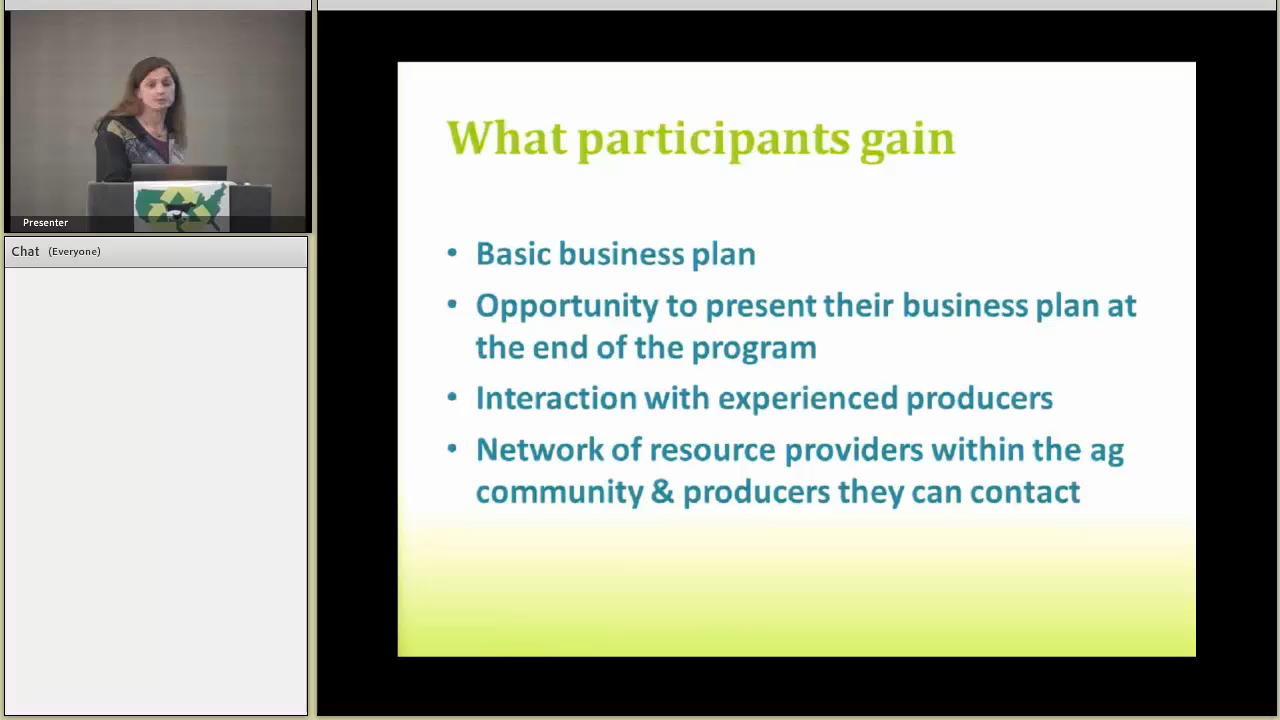 Presenter
Chat (Everyone)
What participants gain
• Basic business plan
• Opportunity to present their business plan at
the end of the program
• Interaction with experienced producers
• Network of resource providers within the ag
community & producers they can contact